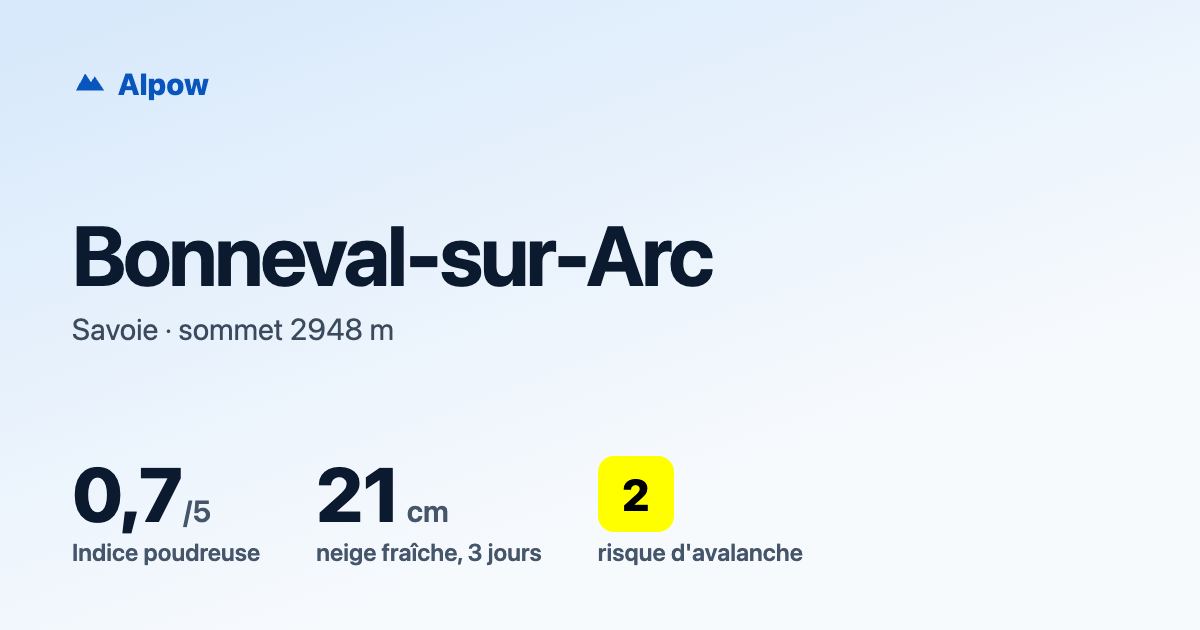 Alpow
Bonneval-sur-Arc
Savoie · sommet 2948 m
0,7/5 21 cm 2
Indice poudreuse neige fraîche, 3 jours risque d'avalanche